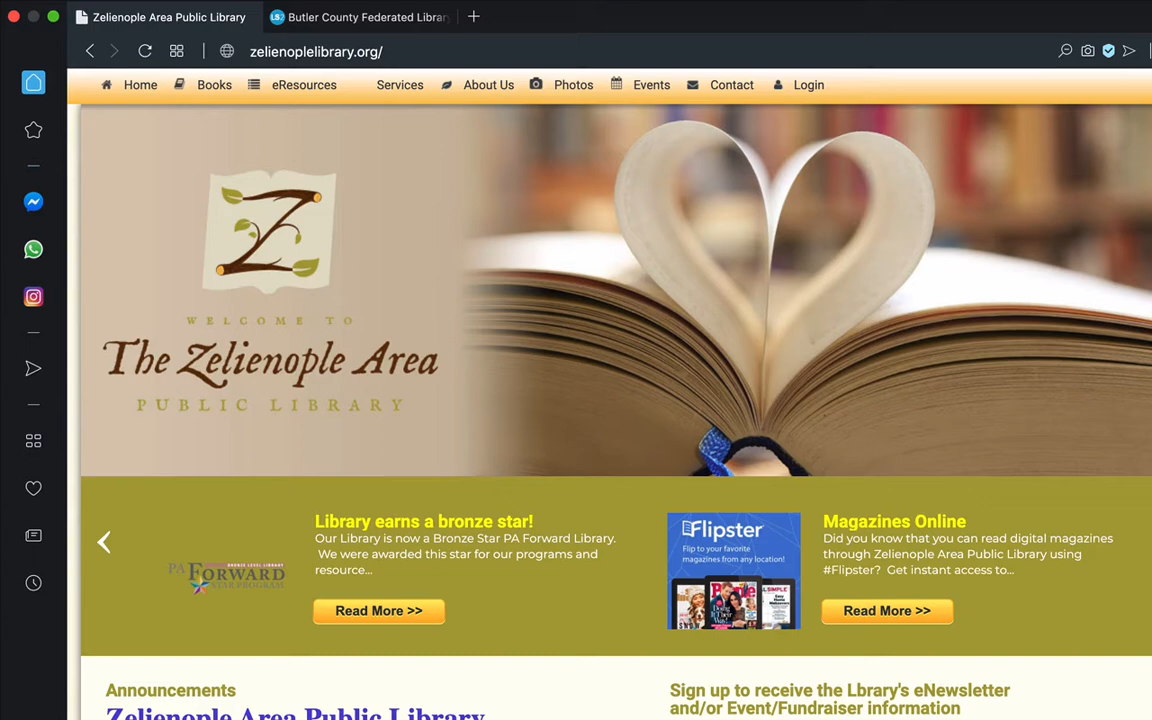 Zelienople Area Public Library
Butler County Federated Librar
zelienoplelibrary.org/
Home Books eResources Services About Us Photos Events Contact Login
Z
WELCOME TO
The Zelienople Area
PUBLIC LIBRARY
Library earns a bronze star!
Our Library is now a Bronze Star PA Forward Library.
We were awarded this star for our programs and
resource...
Read More >>
BRONZE LEVEL LIBRARY
PA FORWARD
STAR PROGRAM
Flipster
Flip to your favorite
magazines from any location!
Magazines Online
Did you know that you can read digital magazines
through Zelienople Area Public Library using
#Flipster? Get instant access to...
Read More >>
Announcements
Zelienople Area Public Library
Sign up to receive the Lbrary's eNewsletter
and/or Event/Fundraiser information